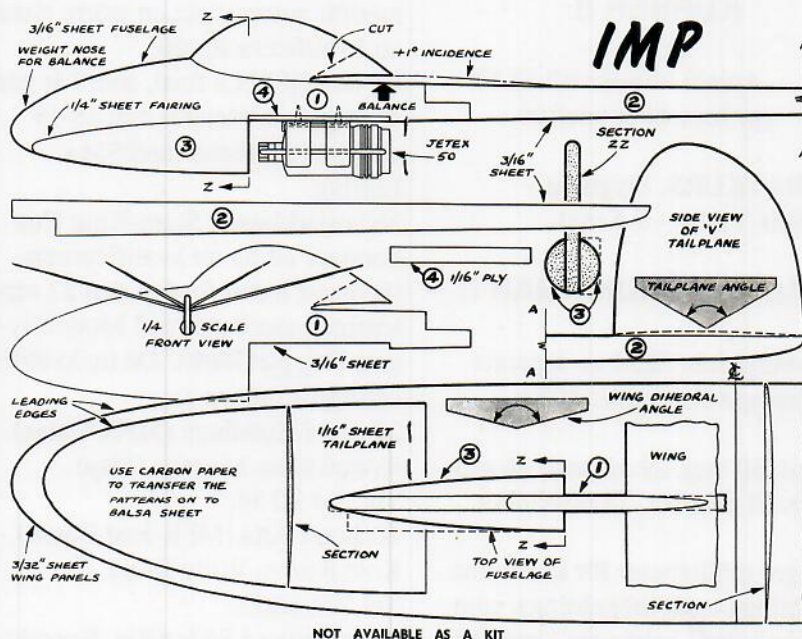 IMP
3/16" SHEET FUSELAGE
WEIGHT NOSE
FOR BALANCE
1/4" SHEET FAIRING
Z
CUT
+1° INCIDENCE
4
1
BALANCE
2
3
JETEX
50
Z
3/16"
SHEET
SECTION
ZZ
2
SIDE VIEW
OF 'V'
TAILPLANE
4
1/16" PLY
TAILPLANE ANGLE
1
3
A
2
1/4 SCALE
FRONT VIEW
3/16" SHEET
A
LEADING
EDGES
1/16" SHEET
TAILPLANE
WING DIHEDRAL
ANGLE
WING
3
Z
1
USE CARBON PAPER
TO TRANSFER THE
PATTERNS ON TO
BALSA SHEET
Z
3/32" SHEET
WING PANELS
SECTION
TOP VIEW OF
FUSELAGE
SECTION
NOT AVAILABLE AS A KIT